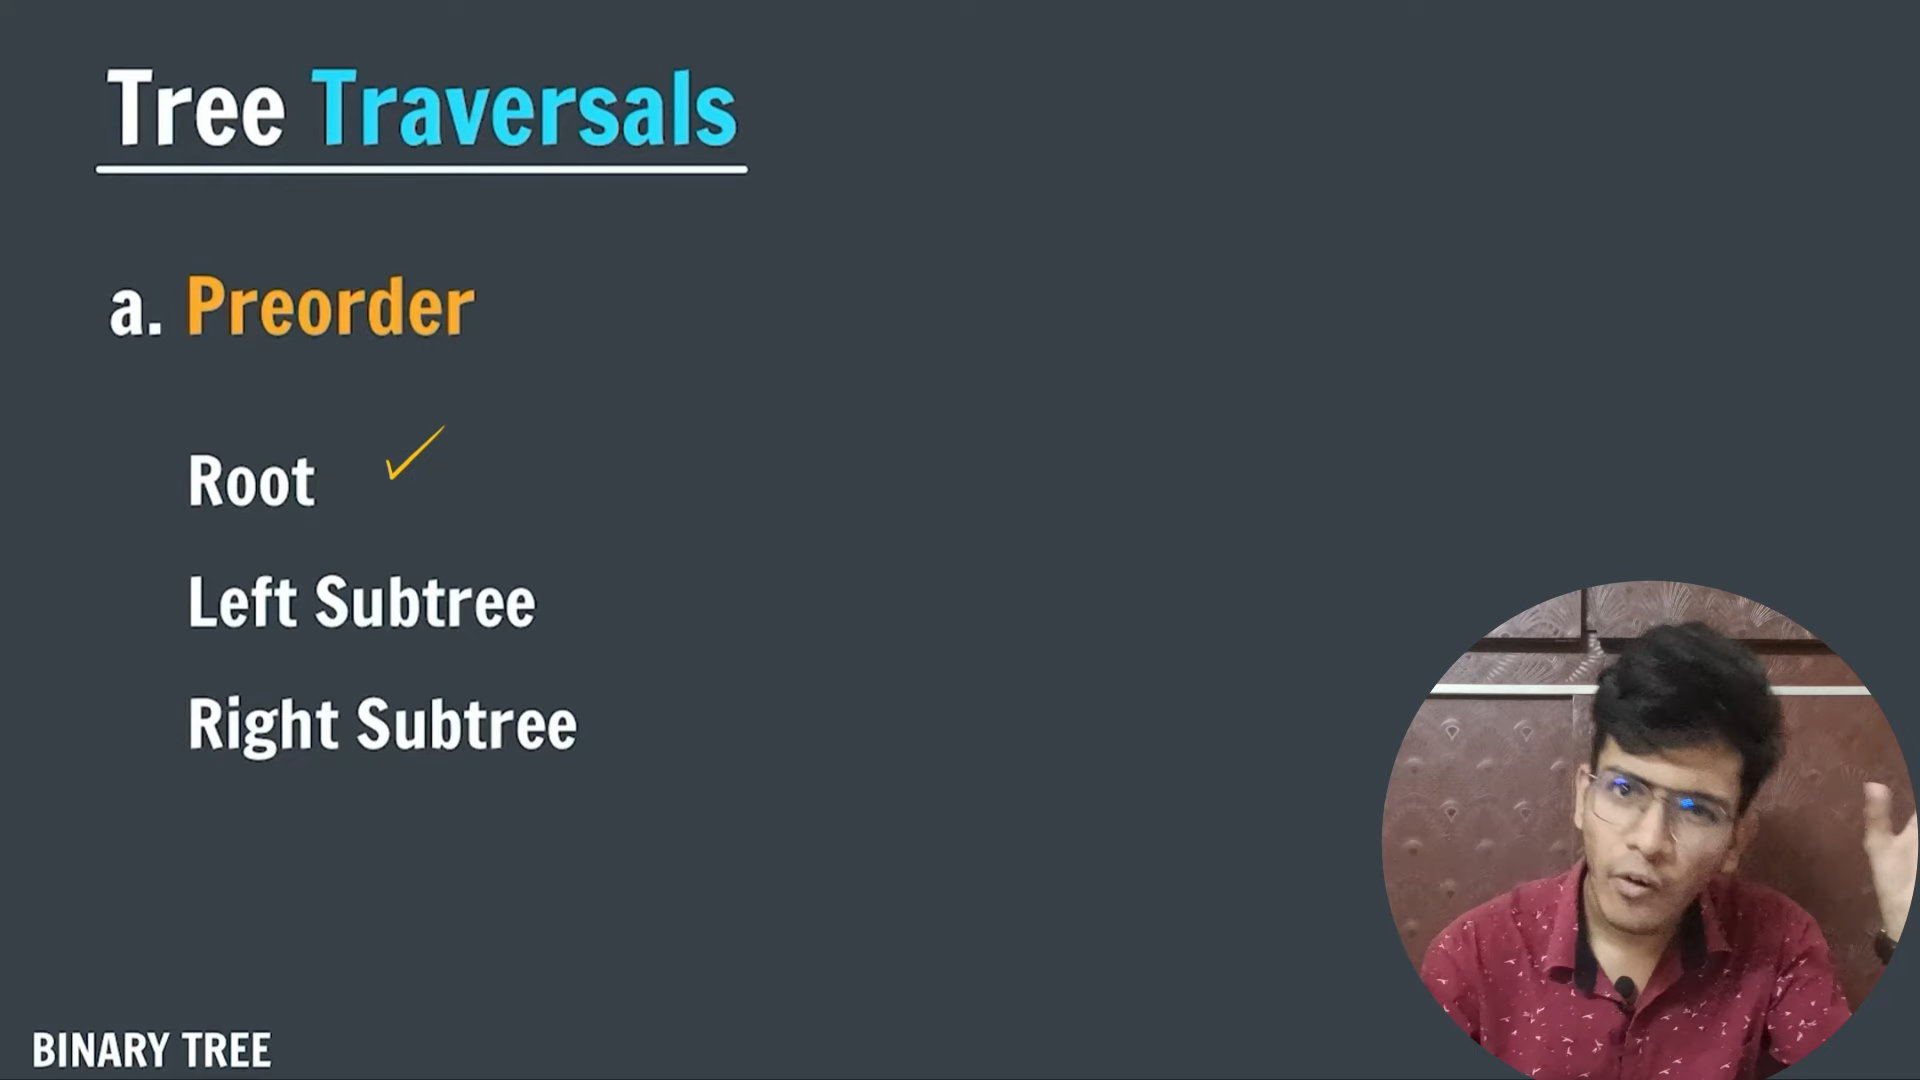 Tree Traversals
a. Preorder
Root
Left Subtree
Right Subtree
BINARY TREE